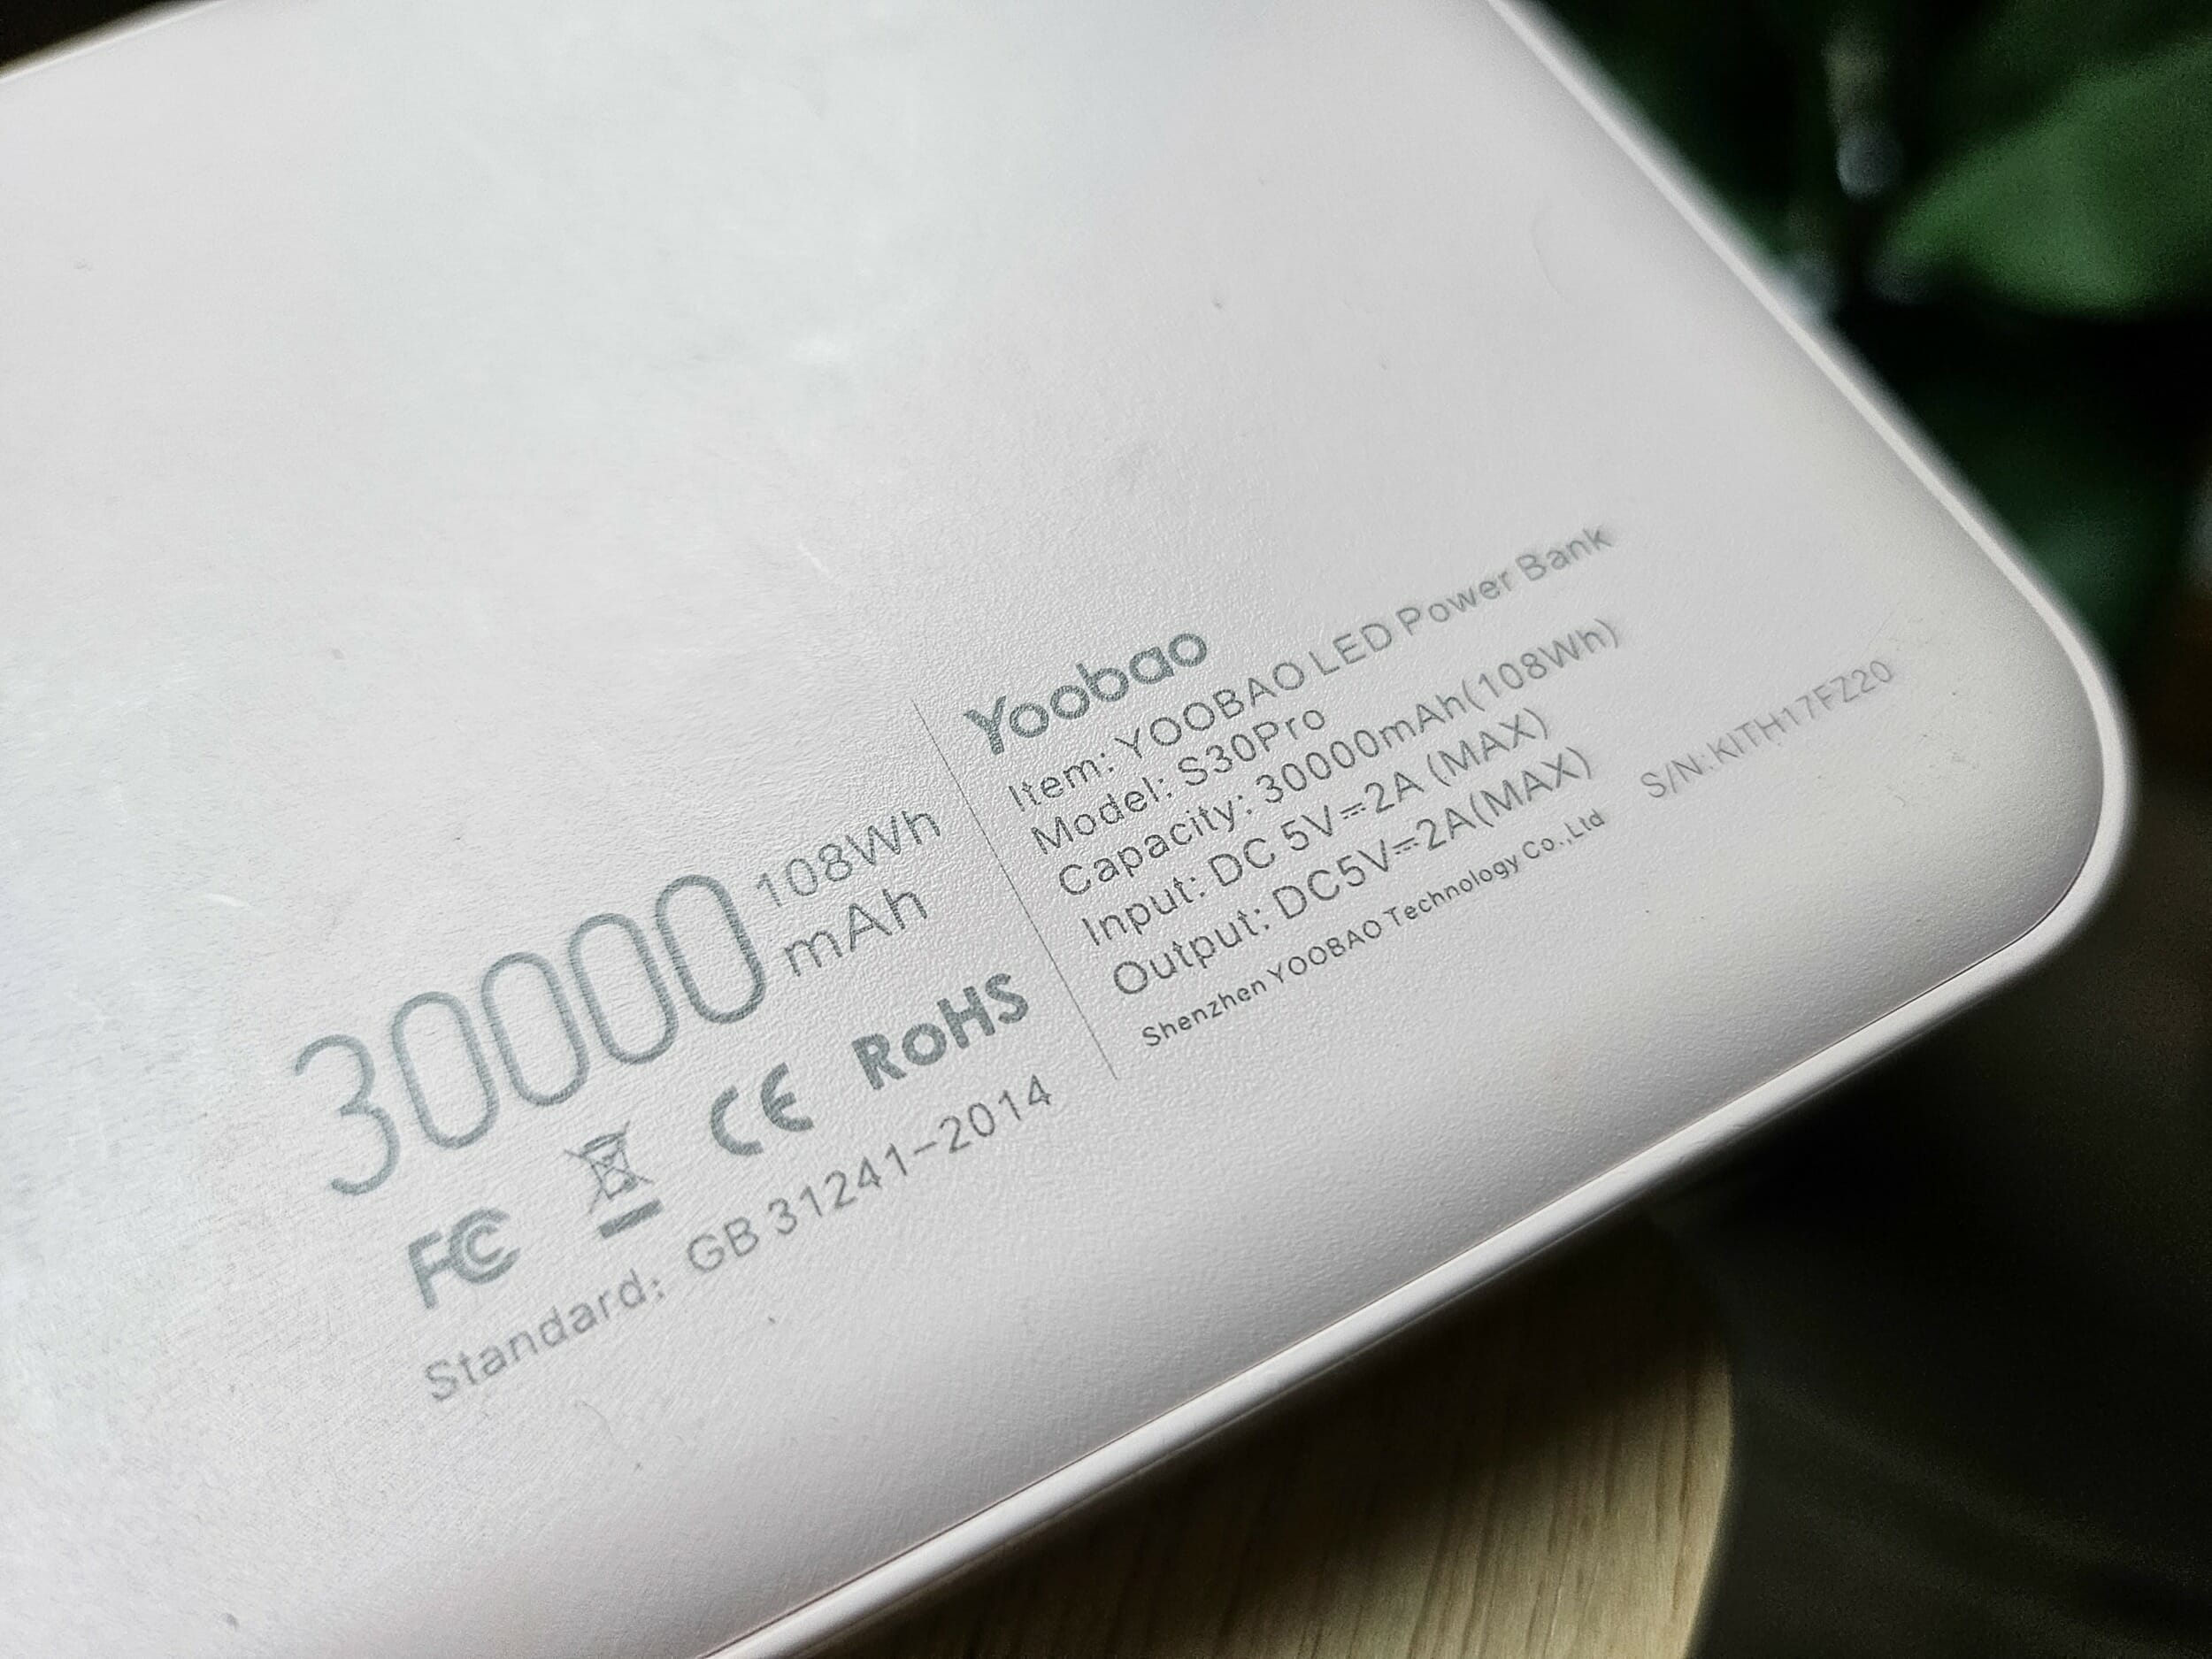 30000 108Wh
mAh
FC CE RoHS
Standard: GB 31241-2014
Yoobao
Item: YOOBAO LED Power Bank
Model: S30Pro
Capacity: 30000mAh(108Wh)
Input: DC 5V⎓2A (MAX)
Output: DC5V⎓2A(MAX)
Shenzhen YOOBAO Technology Co.,Ltd
S/N:KITH17FZ20